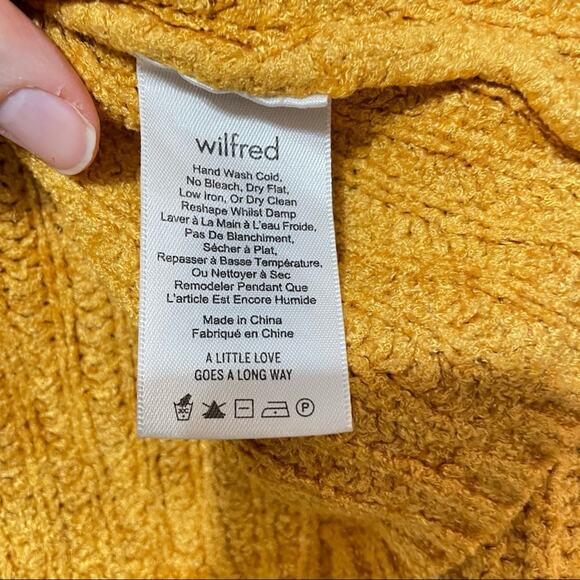 wilfred
Hand Wash Cold,
No Bleach, Dry Flat,
Low Iron, Or Dry Clean
Reshape Whilst Damp
Laver à La Main à L'eau Froide,
Pas De Blanchiment,
Sécher à Plat,
Repasser à Basse Température,
Ou Nettoyer à Sec
Remodeler Pendant Que
L'article Est Encore Humide
Made in China
Fabriqué en Chine
A LITTLE LOVE
GOES A LONG WAY
P